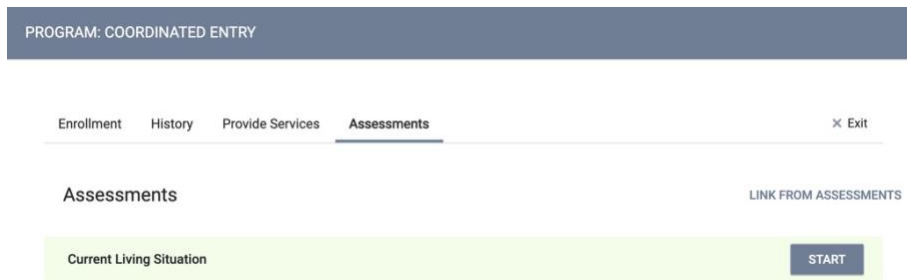 PROGRAM: COORDINATED ENTRY
Enrollment History Provide Services Assessments × Exit
Assessments LINK FROM ASSESSMENTS
Current Living Situation START